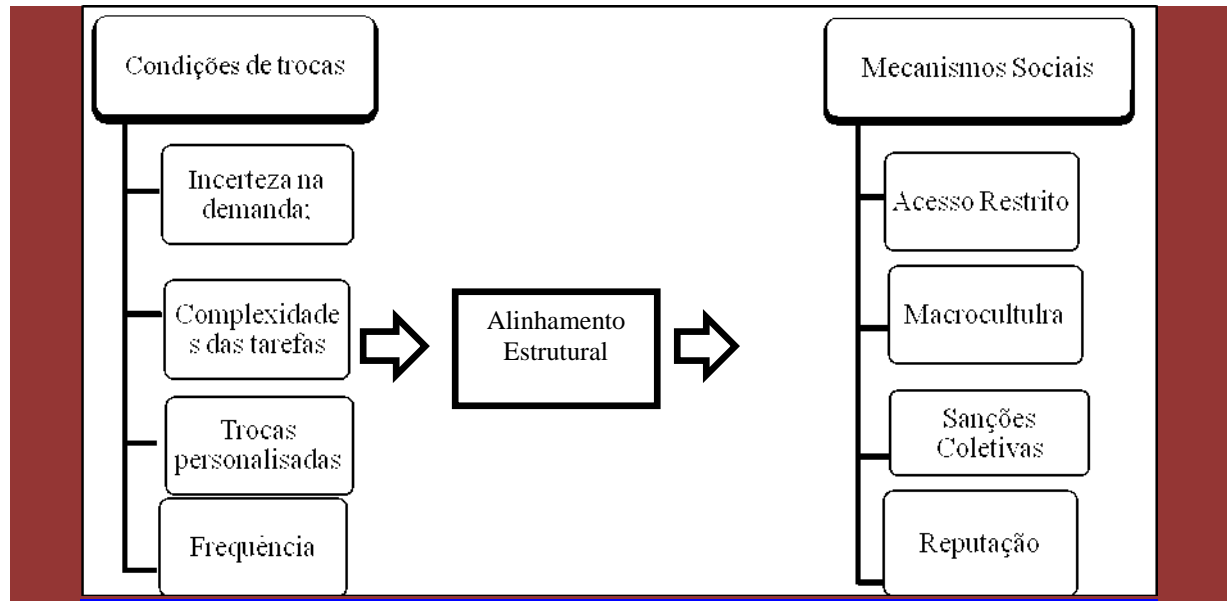 Condições de trocas
Incerteza na
demanda;
Complexidade
s das tarefas
Trocas
personalisadas
Frequência
Alinhamento
Estrutural
Mecanismos Sociais
Acesso Restrito
Macrocultulra
Sanções
Coletivas
Reputação